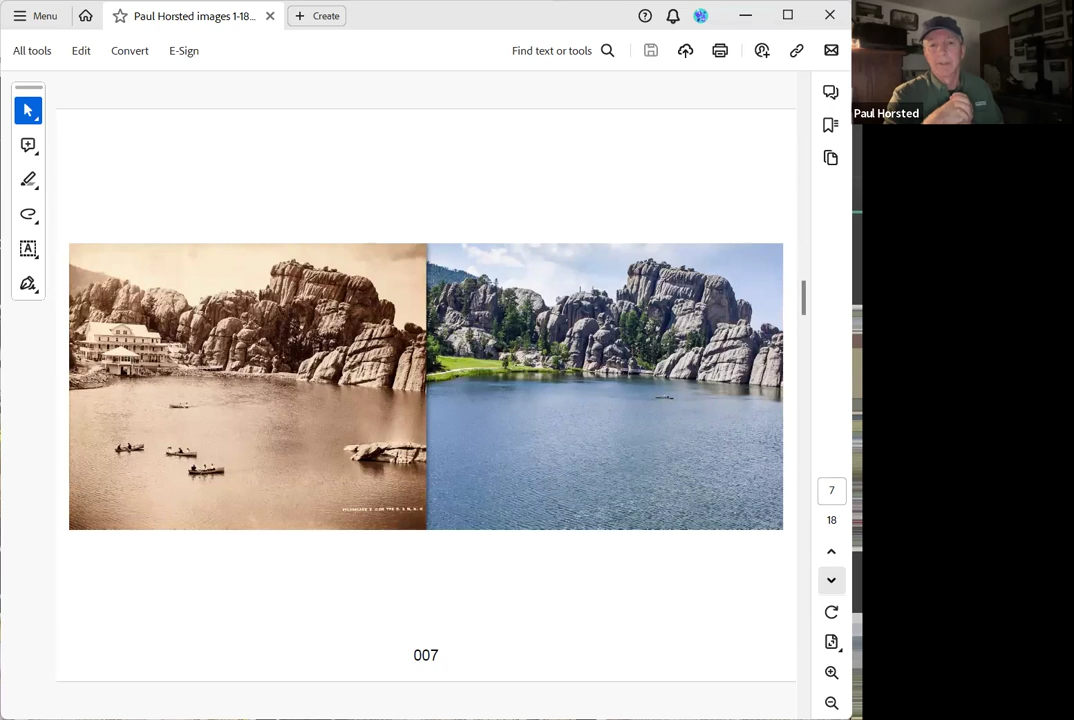 Menu
Paul Horsted images 1-18...
Create
All tools
Edit
Convert
E-Sign
Find text or tools
Paul Horsted
A
7
18
007